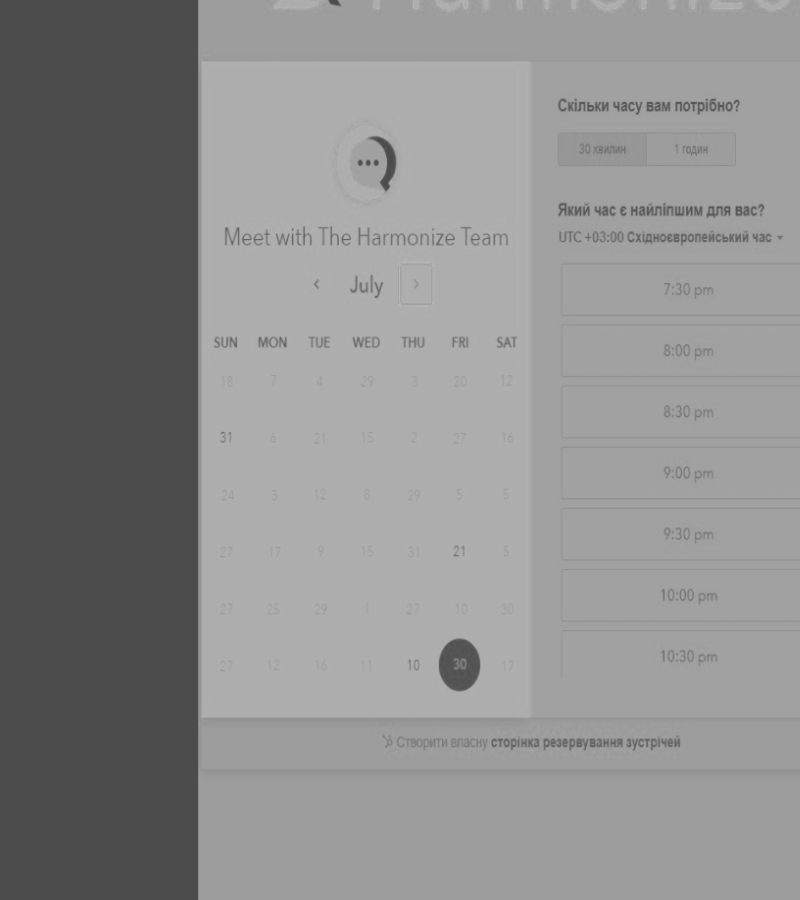 Harmonize
Meet with The Harmonize Team
‹ July ›
SUN MON TUE WED THU FRI SAT
18 7 4 29 3 20 12
31 6 21 15 2 27 16
24 3 12 8 29 5 5
27 17 9 15 31 21 5
27 25 29 1 27 10 30
27 12 16 11 10 30 17
Скільки часу вам потрібно?
30 хвилин 1 годин
Який час є найліпшим для вас?
UTC +03:00 Східноєвропейський час
7:30 pm
8:00 pm
8:30 pm
9:00 pm
9:30 pm
10:00 pm
10:30 pm
Створити власну сторінка резервування зустрічей